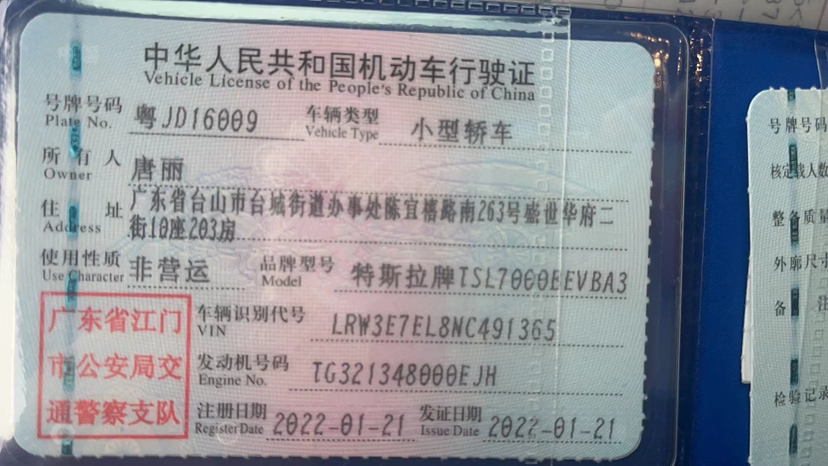 中华人民共和国机动车行驶证
Vehicle License of the People's Republic of China
号牌号码 粤JD16009 车辆类型 小型轿车
Plate No. Vehicle Type
所有人 唐丽
Owner
住址 广东省台山市台城街道办事处陈宜禧路南263号盛世华府二
Address 街10座203房
使用性质 非营运 品牌型号 特斯拉牌TSL7000BEVBA3
Use Character Model
广东省江门
市公安局交
通警察支队
车辆识别代号 LRW3E7EL8NC491365
VIN
发动机号码 TG321348000EJH
Engine No.
注册日期 2022-01-21 发证日期 2022-01-21
Register Date Issue Date
号牌号码
核定载人数
整备质量
外廓尺寸
备注
检验记录